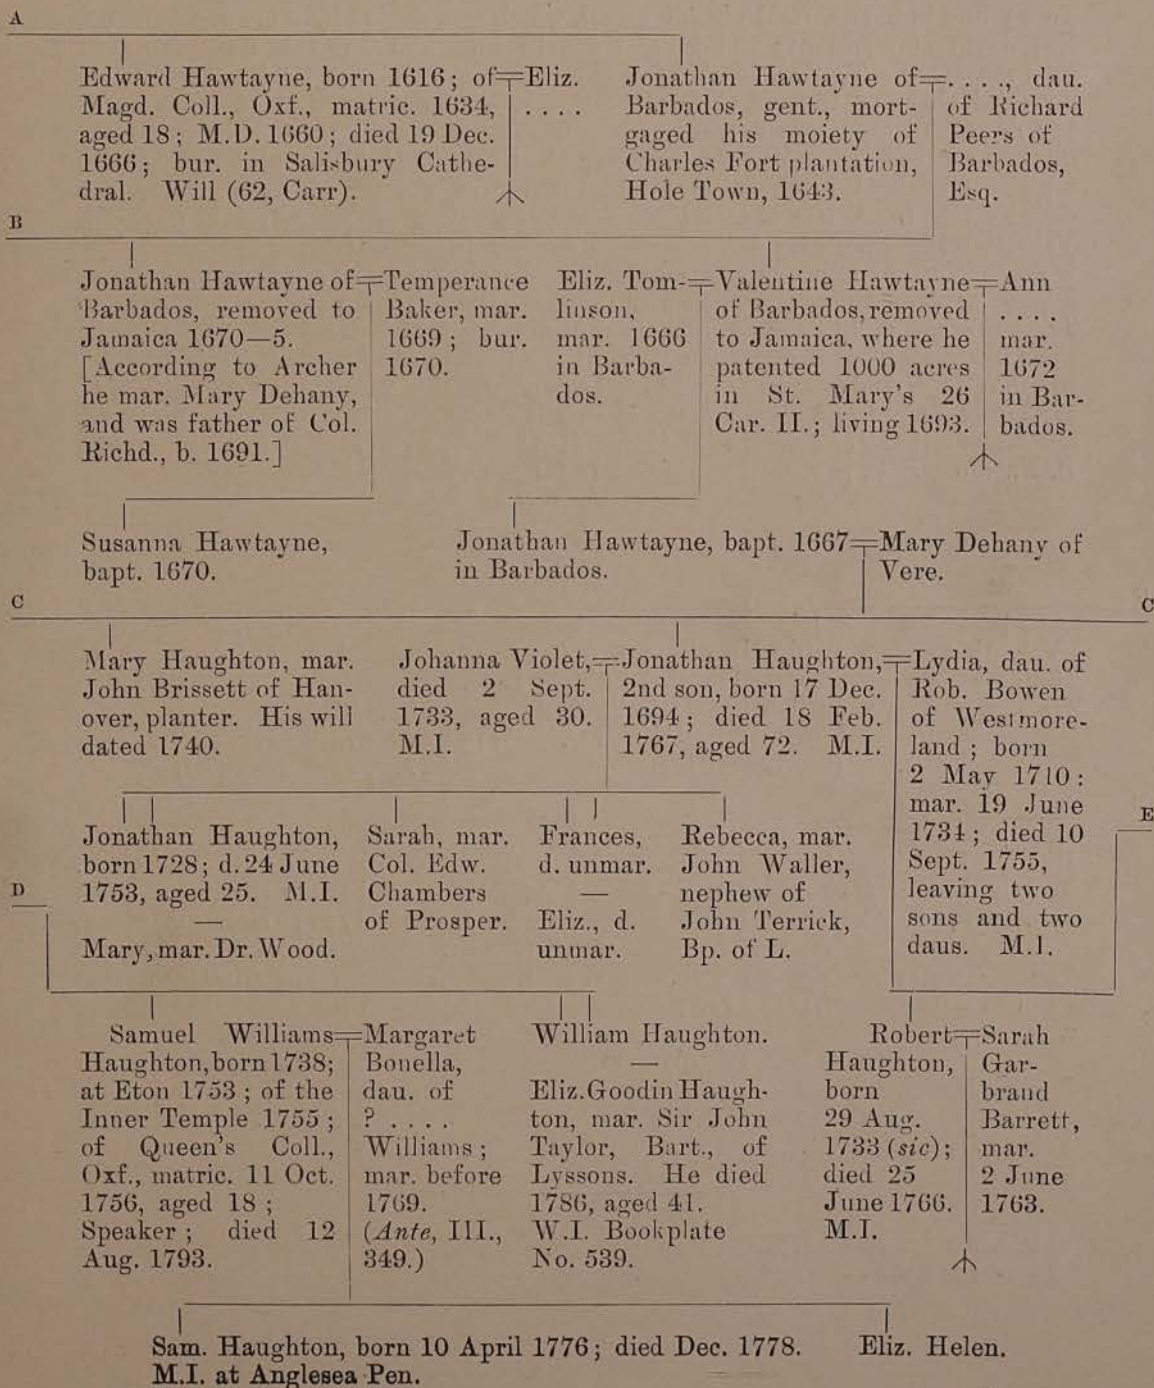 A
Edward Hawtayne, born 1616; of
Magd. Coll., Oxf., matric. 1634,
aged 18; M.D. 1660; died 19 Dec.
1666; bur. in Salisbury Cathe-
dral. Will (62, Carr).
Eliz.
. . . .
Jonathan Hawtayne of
Barbados, gent., mort-
gaged his moiety of
Charles Fort plantation,
Hole Town, 1643.
. . . ., dau.
of Richard
Peers of
Barbados,
Esq.
B
Jonathan Hawtayne of
Barbados, removed to
Jamaica 1670—5.
[According to Archer
he mar. Mary Dehany,
and was father of Col.
Richd., b. 1691.]
Temperance
Baker, mar.
1669; bur.
1670.
Eliz. Tom-
linson,
mar. 1666
in Barba-
dos.
Valentine Hawtayne
of Barbados, removed
to Jamaica, where he
patented 1000 acres
in St. Mary's 26
Car. II.; living 1693.
Ann
. . . .
mar.
1672
in Bar-
bados.
Susanna Hawtayne,
bapt. 1670.
Jonathan Hawtayne, bapt. 1667
in Barbados.
Mary Dehany of
Vere.
C
C
Mary Haughton, mar.
John Brissett of Han-
over, planter. His will
dated 1740.
Johanna Violet,
died 2 Sept.
1733, aged 30.
M.I.
Jonathan Haughton,
2nd son, born 17 Dec.
1694; died 18 Feb.
1767, aged 72. M.I.
Lydia, dau. of
Rob. Bowen
of Westmore-
land; born
2 May 1710:
mar. 19 June
1734; died 10
Sept. 1755,
leaving two
sons and two
daus. M.I.
E
Jonathan Haughton,
born 1728; d. 24 June
1753, aged 25. M.I.
—
Mary, mar. Dr. Wood.
Sarah, mar.
Col. Edw.
Chambers
of Prosper.
Frances,
d. unmar.
—
Eliz., d.
unmar.
Rebecca, mar.
John Waller,
nephew of
John Terrick,
Bp. of L.
D
Samuel Williams
Haughton, born 1738;
at Eton 1753; of the
Inner Temple 1755;
of Queen's Coll.,
Oxf., matric. 11 Oct.
1756, aged 18;
Speaker; died 12
Aug. 1793.
Margaret
Bonella,
dau. of
? . . . .
Williams;
mar. before
1769.
(Ante, III.,
349.)
William Haughton.
—
Eliz. Goodin Haugh-
ton, mar. Sir John
Taylor, Bart., of
Lyssons. He died
1786, aged 41.
W.I. Bookplate
No. 539.
Robert
Haughton,
born
29 Aug.
1733 (sic);
died 25
June 1766.
M.I.
Sarah
Gar-
brand
Barrett,
mar.
2 June
1763.
Sam. Haughton, born 10 April 1776; died Dec. 1778.
M.I. at Anglesea Pen.
Eliz. Helen.